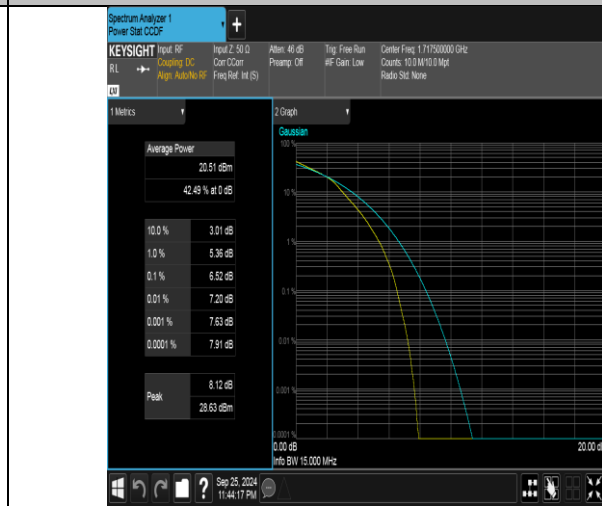 Spectrum Analyzer 1
Power Stat CCDF
+
KEYSIGHT Input: RF Input Z: 50 Ω Atten: 46 dB Trig: Free Run Center Freq: 1.717500000 GHz
Coupling: DC Corr CCorr Preamp: Off #IF Gain: Low Counts: 10.0 M/10.0 Mpt
RL Align: Auto/No RF Freq Ref: Int (S) Radio Std: None
LXI
1 Metrics
2 Graph
Gaussian
Average Power
20.51 dBm
42.49 % at 0 dB
10.0 % 3.01 dB
1.0 % 5.36 dB
0.1 % 6.52 dB
0.01 % 7.20 dB
0.001 % 7.63 dB
0.0001 % 7.91 dB
Peak 8.12 dB
28.63 dBm
100 %
10 %
1 %
0.1 %
0.01 %
0.001 %
0.0001 %
0.00 dB 20.00 dB
Info BW 15.000 MHz
? Sep 25, 2024
11:44:17 PM